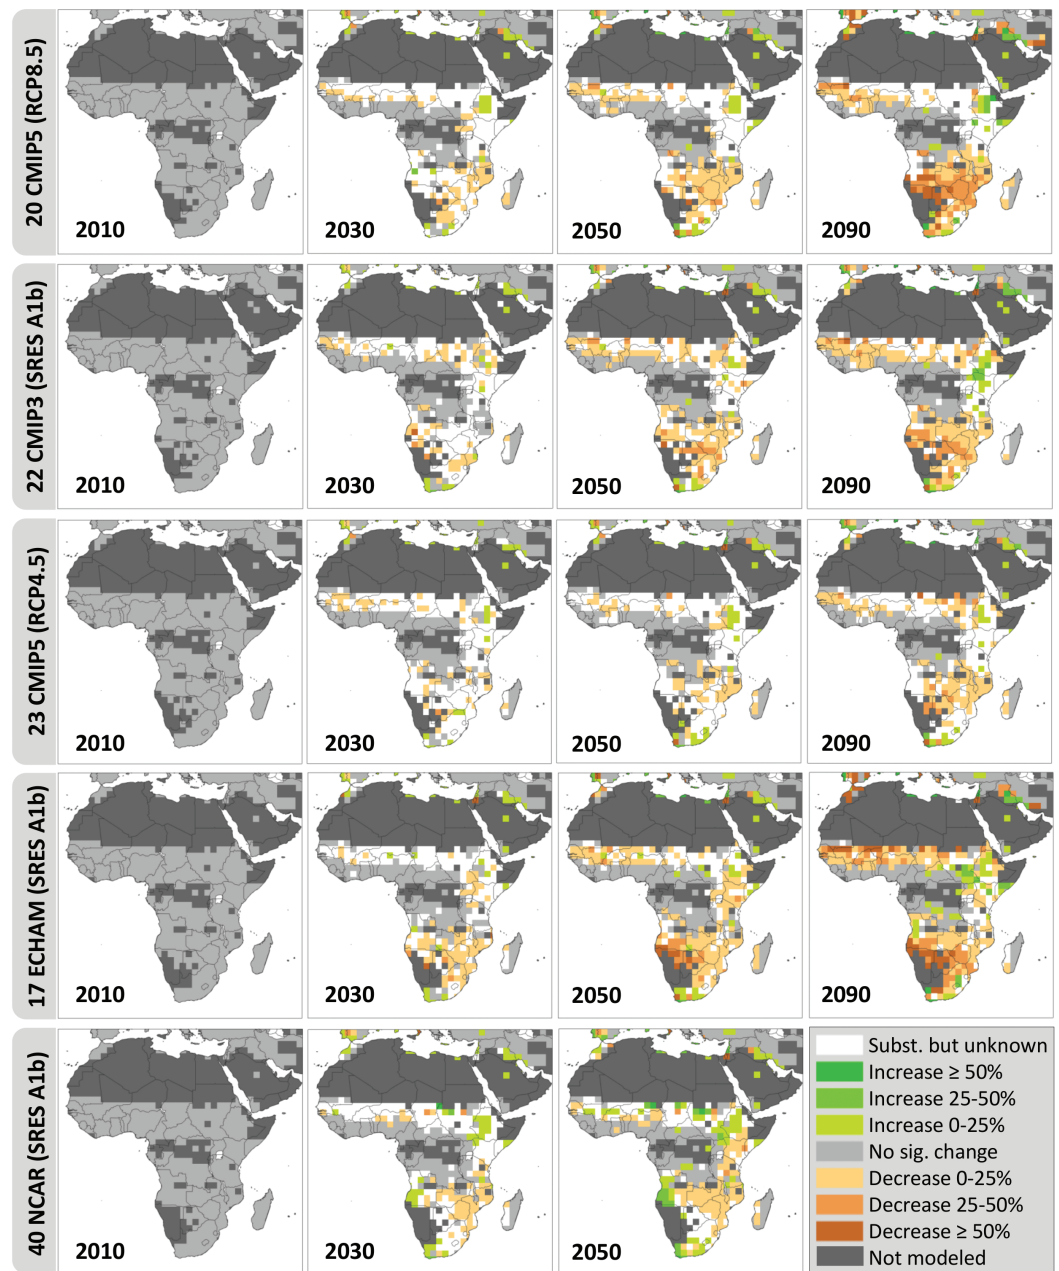 20 CMIP5 (RCP8.5)
2010
2030
2050
2090
22 CMIP3 (SRES A1b)
2010
2030
2050
2090
23 CMIP5 (RCP4.5)
2010
2030
2050
2090
17 ECHAM (SRES A1b)
2010
2030
2050
2090
40 NCAR (SRES A1b)
2010
2030
2050
Subst. but unknown
Increase ≥ 50%
Increase 25-50%
Increase 0-25%
No sig. change
Decrease 0-25%
Decrease 25-50%
Decrease ≥ 50%
Not modeled